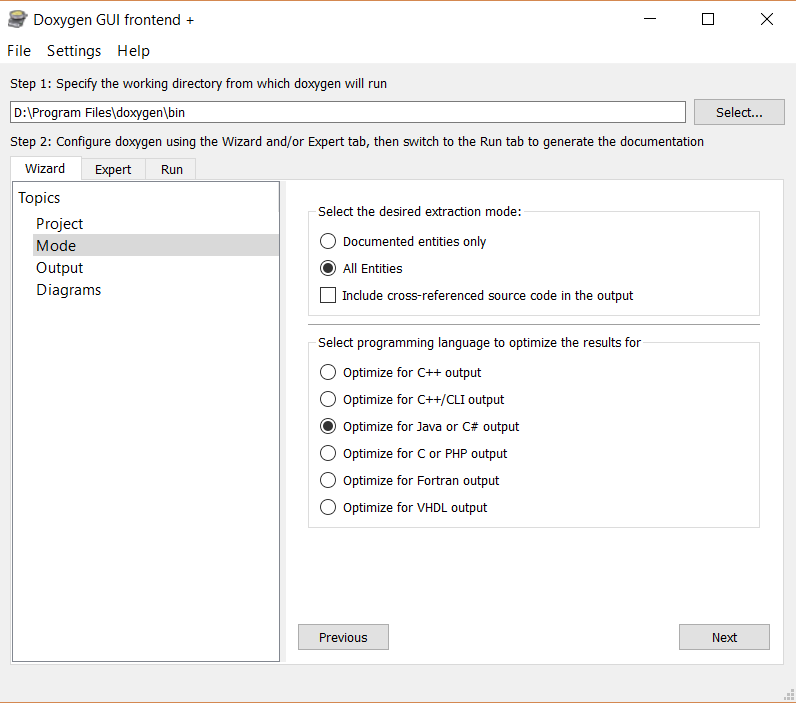 Doxygen GUI frontend +
File Settings Help
Step 1: Specify the working directory from which doxygen will run
D:\Program Files\doxygen\bin
Select...
Step 2: Configure doxygen using the Wizard and/or Expert tab, then switch to the Run tab to generate the documentation
Wizard Expert Run
Topics
Project
Mode
Output
Diagrams
Select the desired extraction mode:
Documented entities only
All Entities
Include cross-referenced source code in the output
Select programming language to optimize the results for
Optimize for C++ output
Optimize for C++/CLI output
Optimize for Java or C# output
Optimize for C or PHP output
Optimize for Fortran output
Optimize for VHDL output
Previous
Next